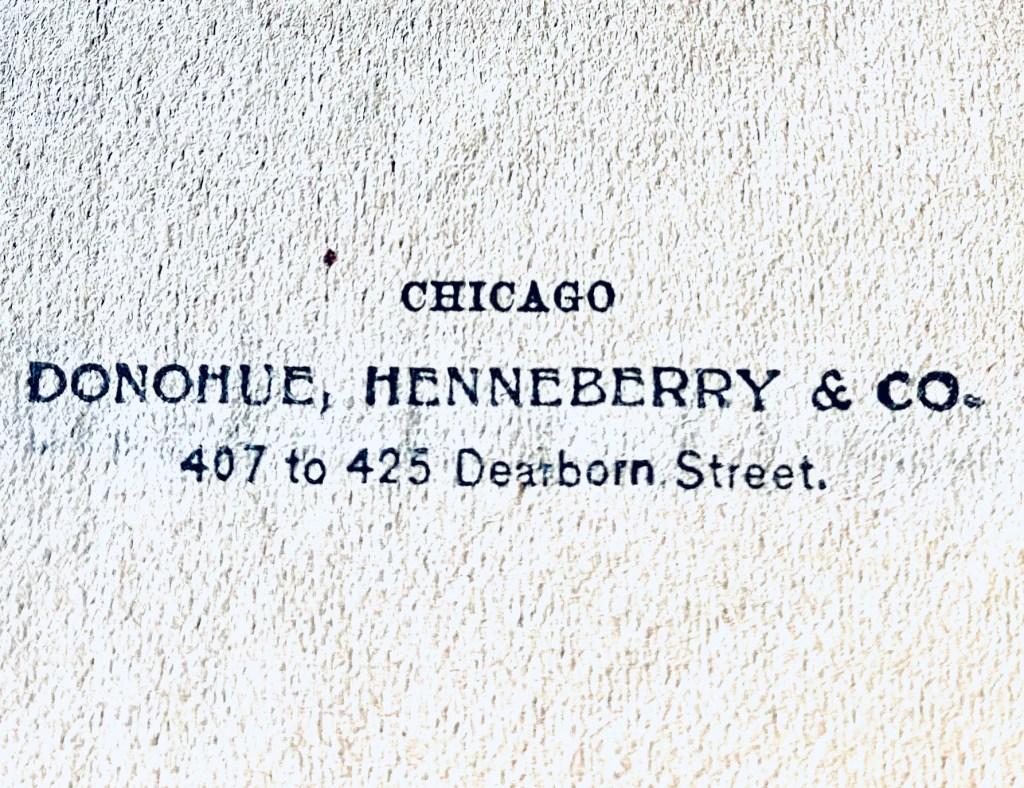 CHICAGO
DONOHUE, HENNEBERRY & CO.
407 to 425 Dearborn Street.